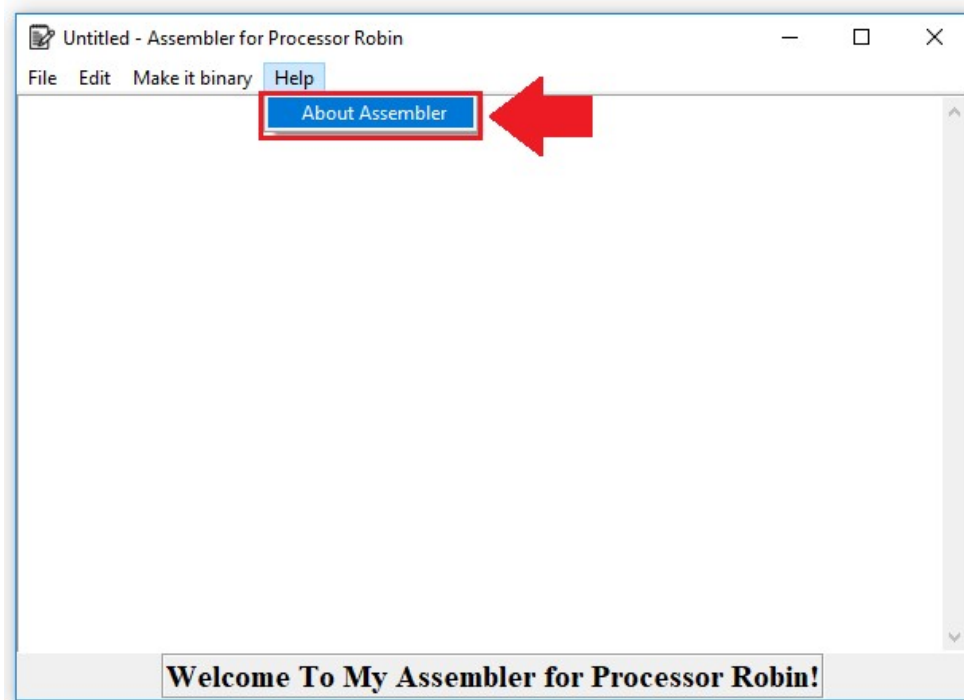 Untitled - Assembler for Processor Robin
File Edit Make it binary Help
About Assembler
Welcome To My Assembler for Processor Robin!